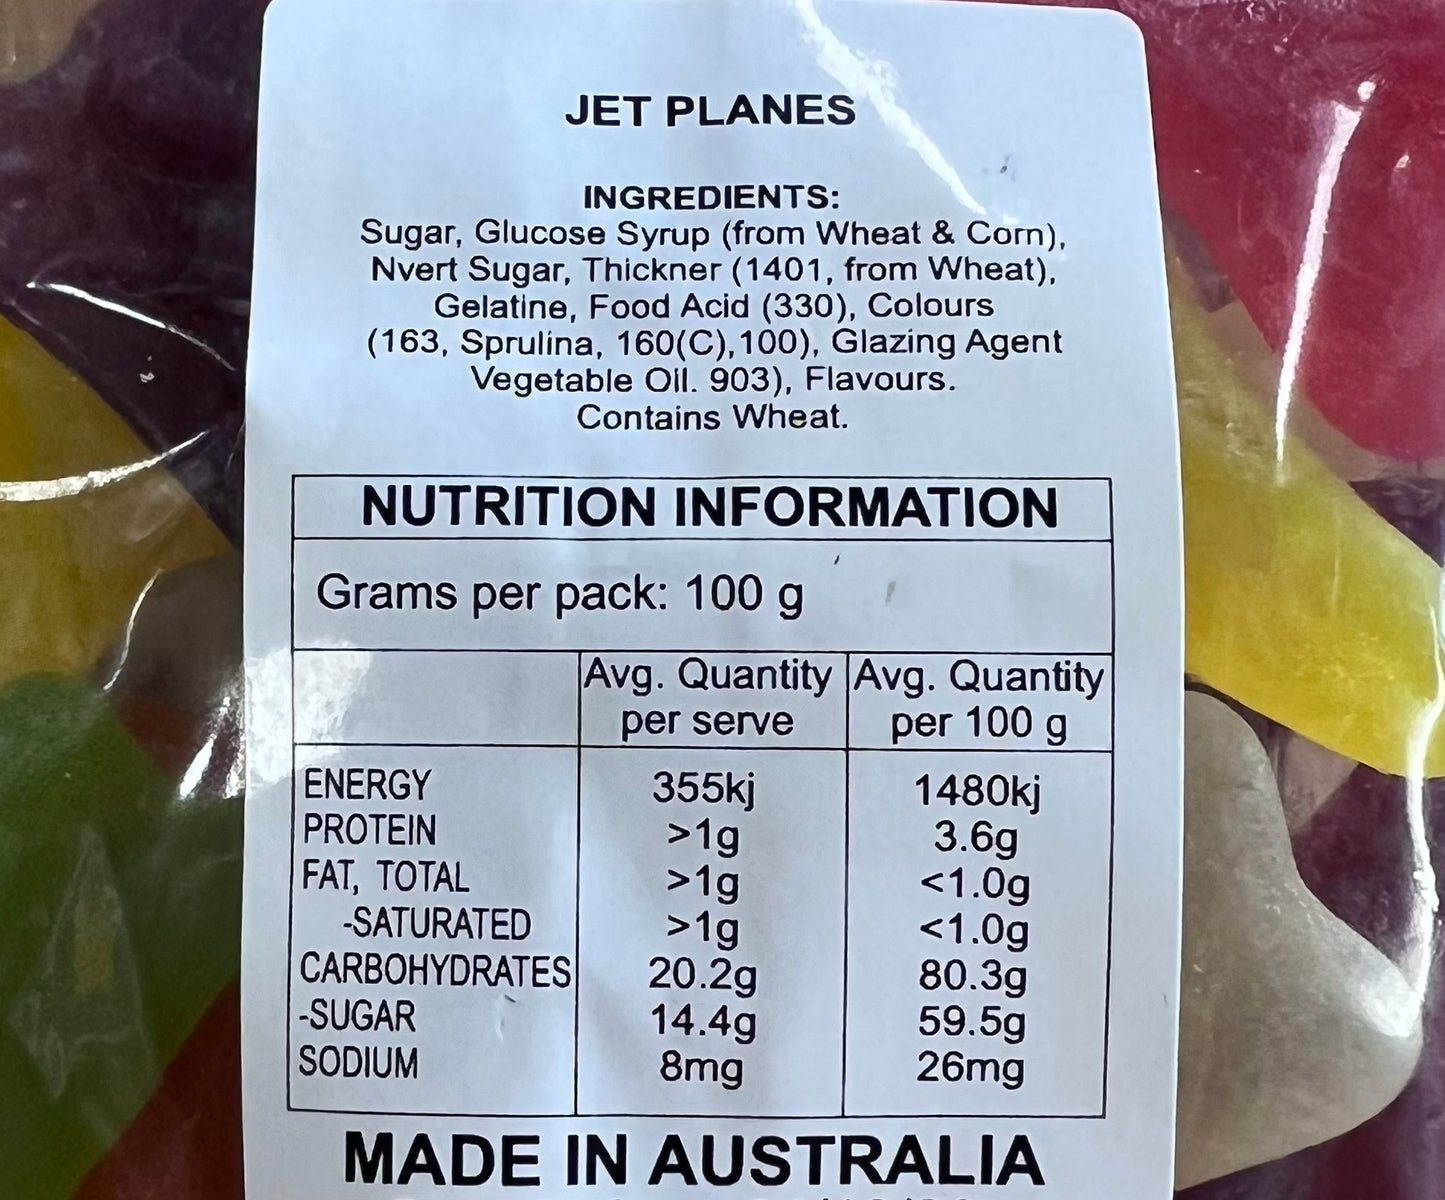 JET PLANES
INGREDIENTS:
Sugar, Glucose Syrup (from Wheat & Corn),
Nvert Sugar, Thickner (1401, from Wheat),
Gelatine, Food Acid (330), Colours
(163, Sprulina, 160(C),100), Glazing Agent
Vegetable Oil. 903), Flavours.
Contains Wheat.
NUTRITION INFORMATION
Grams per pack: 100 g
Avg. Quantity Avg. Quantity
per serve per 100 g
ENERGY 355kj 1480kj
PROTEIN >1g 3.6g
FAT, TOTAL >1g <1.0g
-SATURATED >1g <1.0g
CARBOHYDRATES 20.2g 80.3g
-SUGAR 14.4g 59.5g
SODIUM 8mg 26mg
MADE IN AUSTRALIA